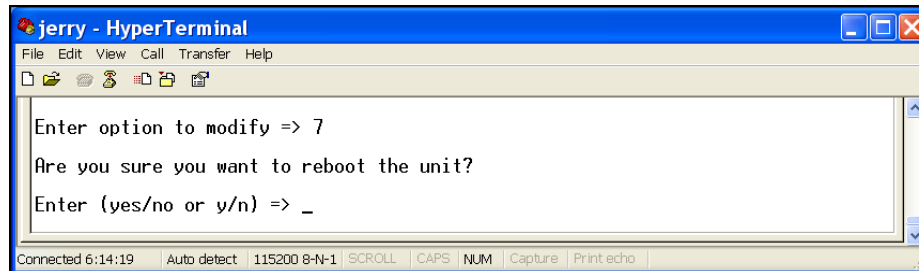 jerry - HyperTerminal
File Edit View Call Transfer Help
Enter option to modify => 7
Are you sure you want to reboot the unit?
Enter (yes/no or y/n) => _
Connected 6:14:19 Auto detect 115200 8-N-1 SCROLL CAPS NUM Capture Print echo